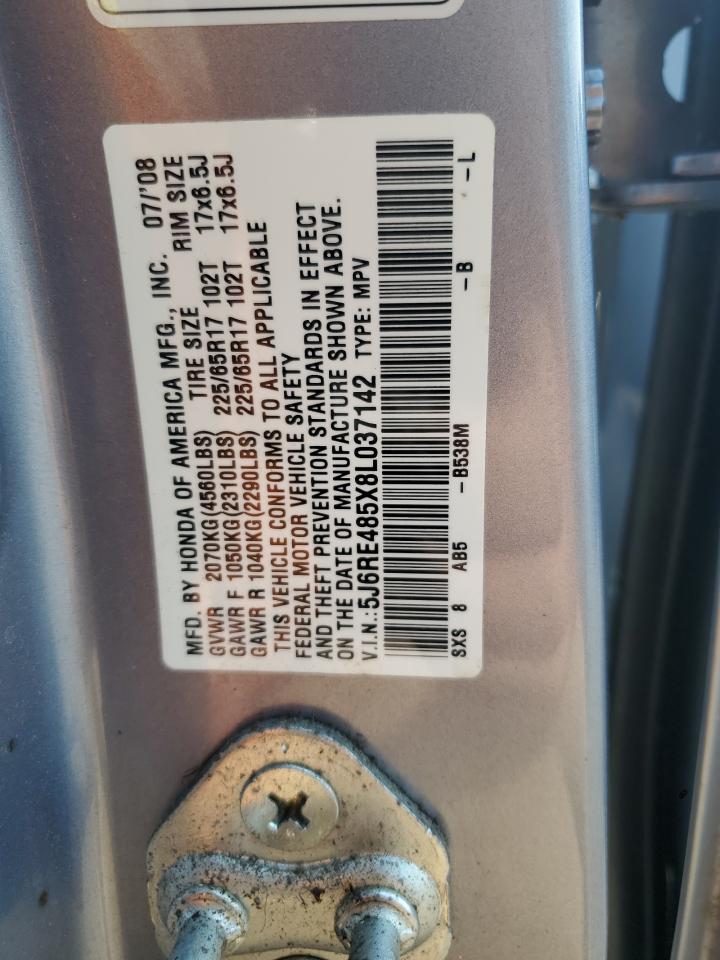 MFD. BY HONDA OF AMERICA MFG., INC. 07/'08
TIRE SIZE RIM SIZE
GVWR 2070KG(4560LBS)
GAWR F 1050KG(2310LBS) 225/65R17 102T 17x6.5J
GAWR R 1040KG(2290LBS) 225/65R17 102T 17x6.5J
THIS VEHICLE CONFORMS TO ALL APPLICABLE
FEDERAL MOTOR VEHICLE SAFETY
AND THEFT PREVENTION STANDARDS IN EFFECT
ON THE DATE OF MANUFACTURE SHOWN ABOVE.
V.I.N.:5J6RE485X8L037142 TYPE: MPV
SXS 8 AB5 -B538M -B -L